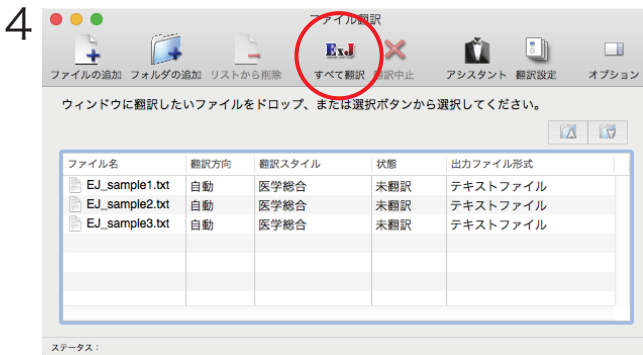 4
ファイル翻訳
ExJ
ファイルの追加 フォルダの追加 リストから削除 すべて翻訳 翻訳中止 アシスタント 翻訳設定 オプション
ウィンドウに翻訳したいファイルをドロップ、または選択ボタンから選択してください。
ファイル名 翻訳方向 翻訳スタイル 状態 出力ファイル形式
EJ_sample1.txt 自動 医学総合 未翻訳 テキストファイル
EJ_sample2.txt 自動 医学総合 未翻訳 テキストファイル
EJ_sample3.txt 自動 医学総合 未翻訳 テキストファイル
ステータス：